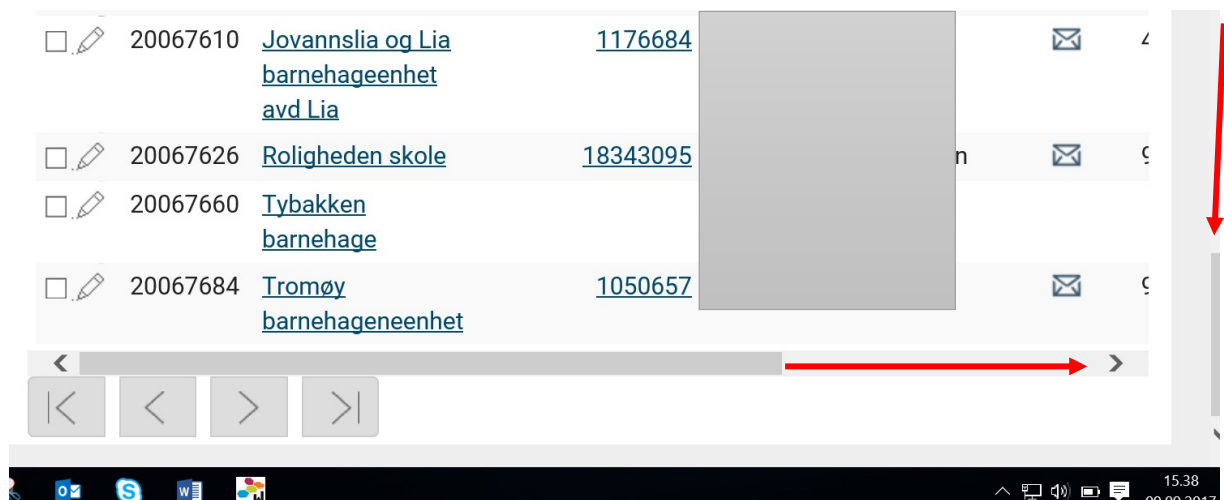 20067610 Jovannslia og Lia 1176684
barnehageenhet
avd Lia
20067626 Roligheden skole 18343095 n
20067660 Tybakken
barnehage
20067684 Tromøy 1050657
barnehageneenhet
15.38